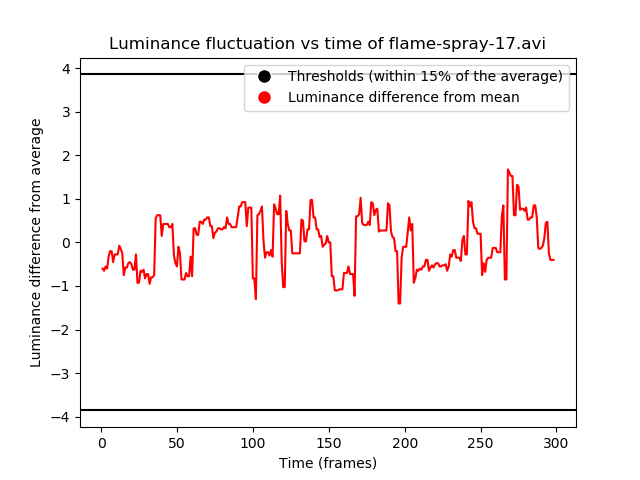 Luminance fluctuation vs time of flame-spray-17.avi
Thresholds (within 15% of the average)
Luminance difference from mean
Luminance difference from average
4
3
2
1
0
−1
−2
−3
−4
0 50 100 150 200 250 300
Time (frames)